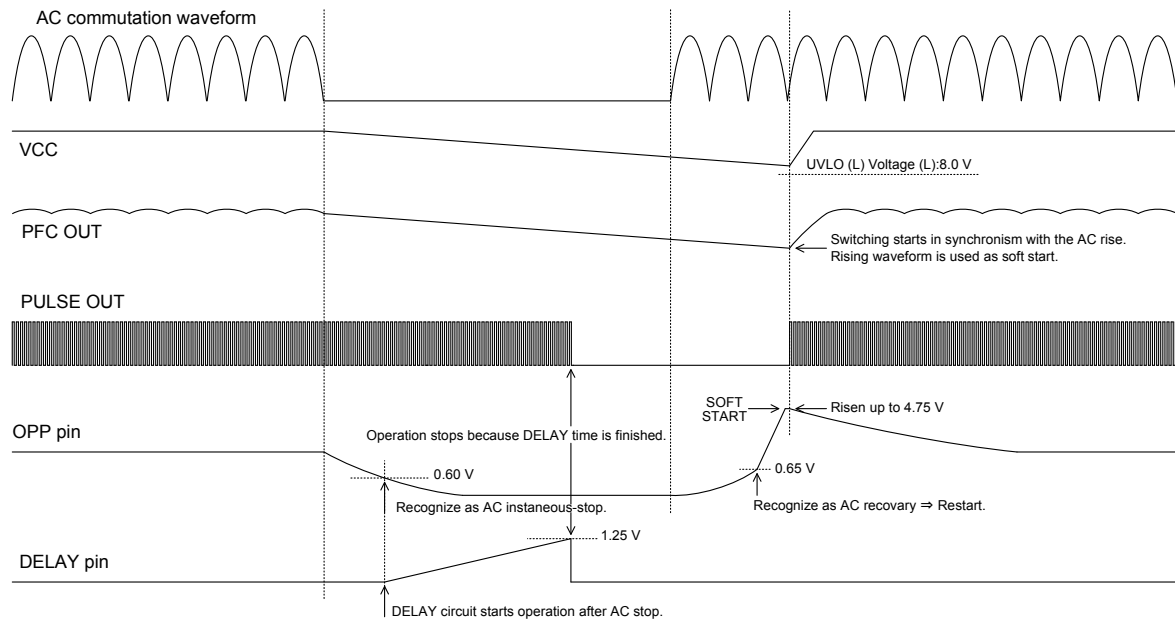 AC commutation waveform
VCC
UVLO (L) Voltage (L):8.0 V
PFC OUT
Switching starts in synchronism with the AC rise.
Rising waveform is used as soft start.
PULSE OUT
SOFT
START
Risen up to 4.75 V
OPP pin
Operation stops because DELAY time is finished.
0.60 V
0.65 V
Recognize as AC instaneous-stop.
Recognize as AC recovery ⇒ Restart.
1.25 V
DELAY pin
DELAY circuit starts operation after AC stop.